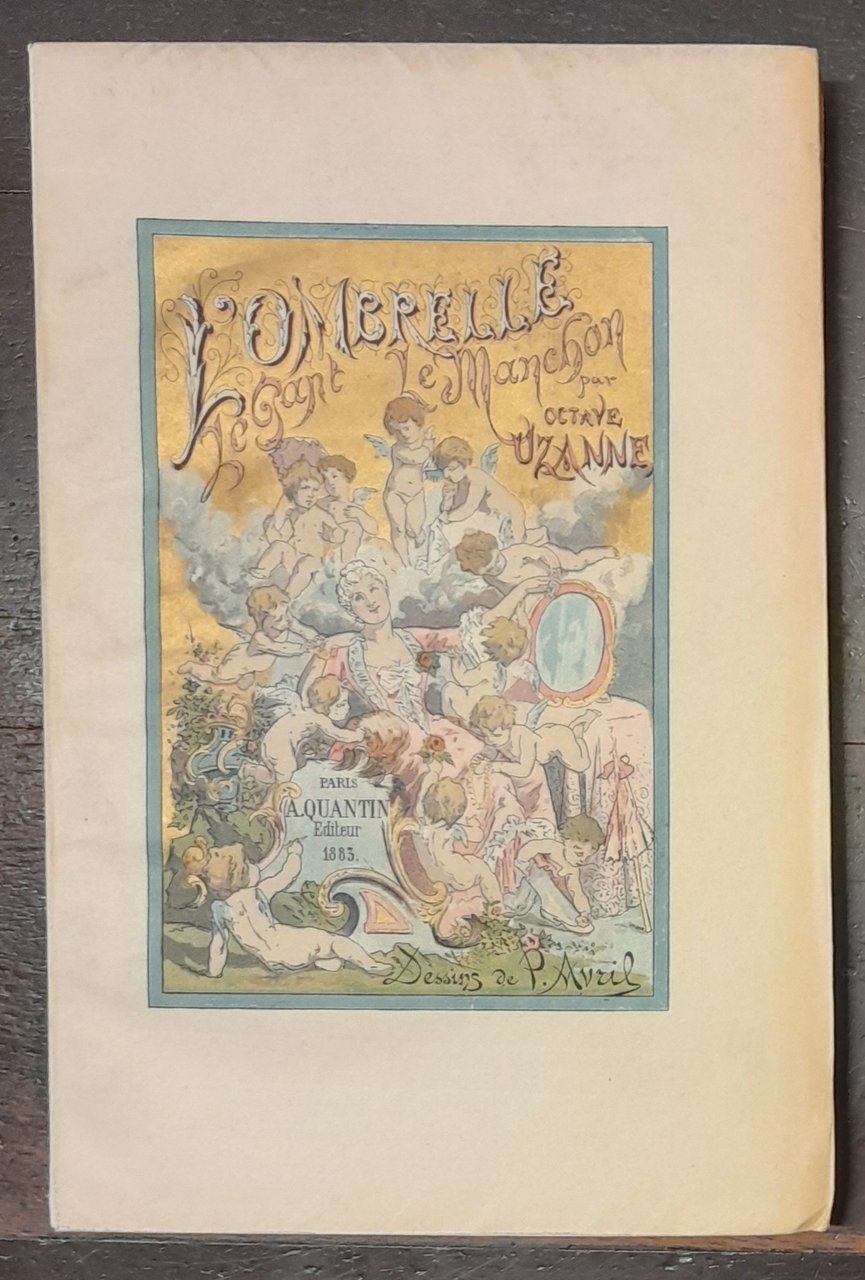 L'OMBRELLE
Le Gant Le Manchon
par
OCTAVE
UZANNE
PARIS
A. QUANTIN
Editeur
1883.
Dessins de P. Avril